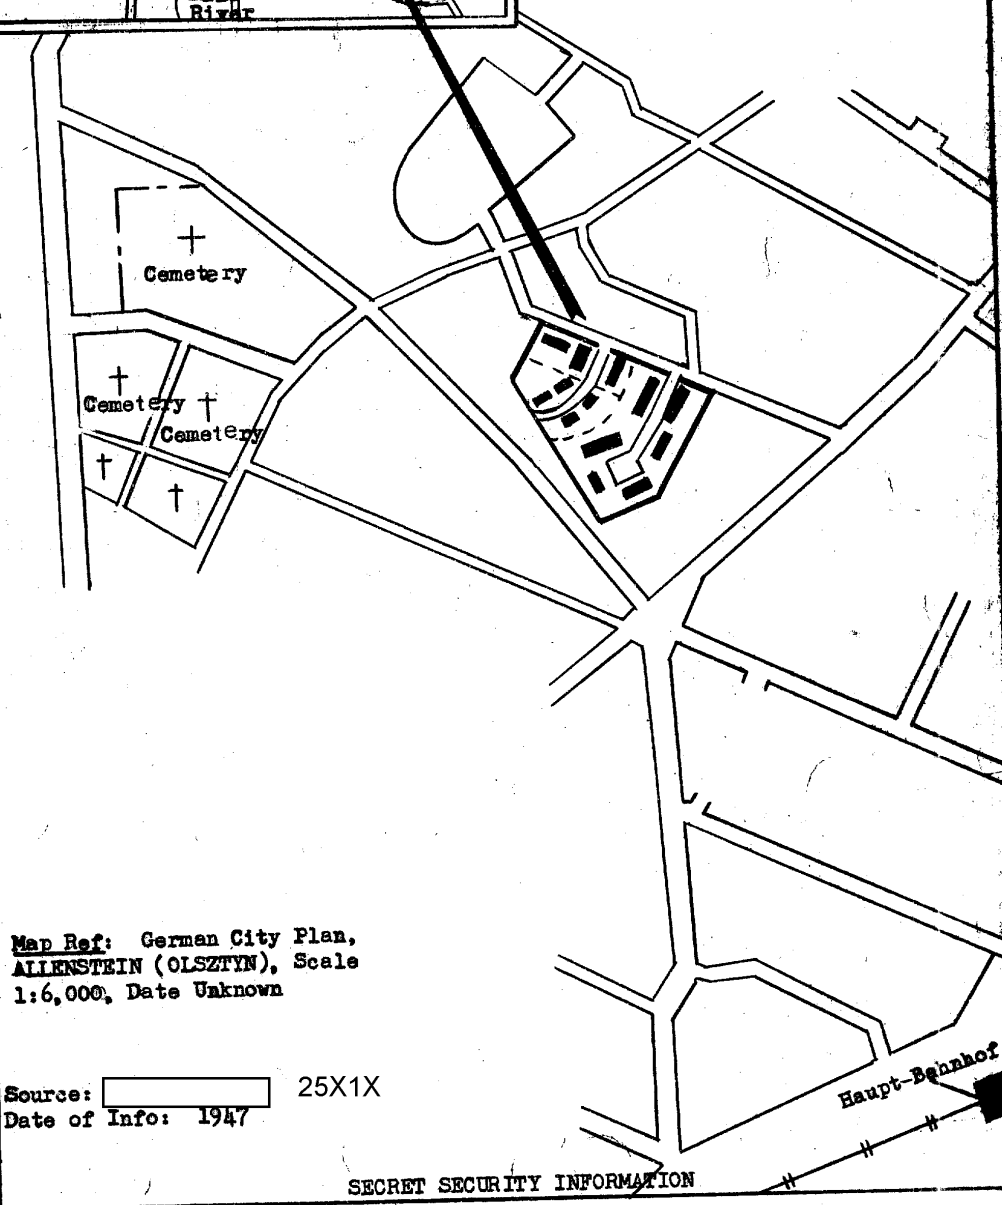 River
Cemetery
Cemetery
Cemetery
Map Ref: German City Plan,
ALLENSTEIN (OLSZTYN), Scale
1:6,000, Date Unknown
Source: 25X1X
Date of Info: 1947
Haupt-Bahnhof
SECRET SECURITY INFORMATION